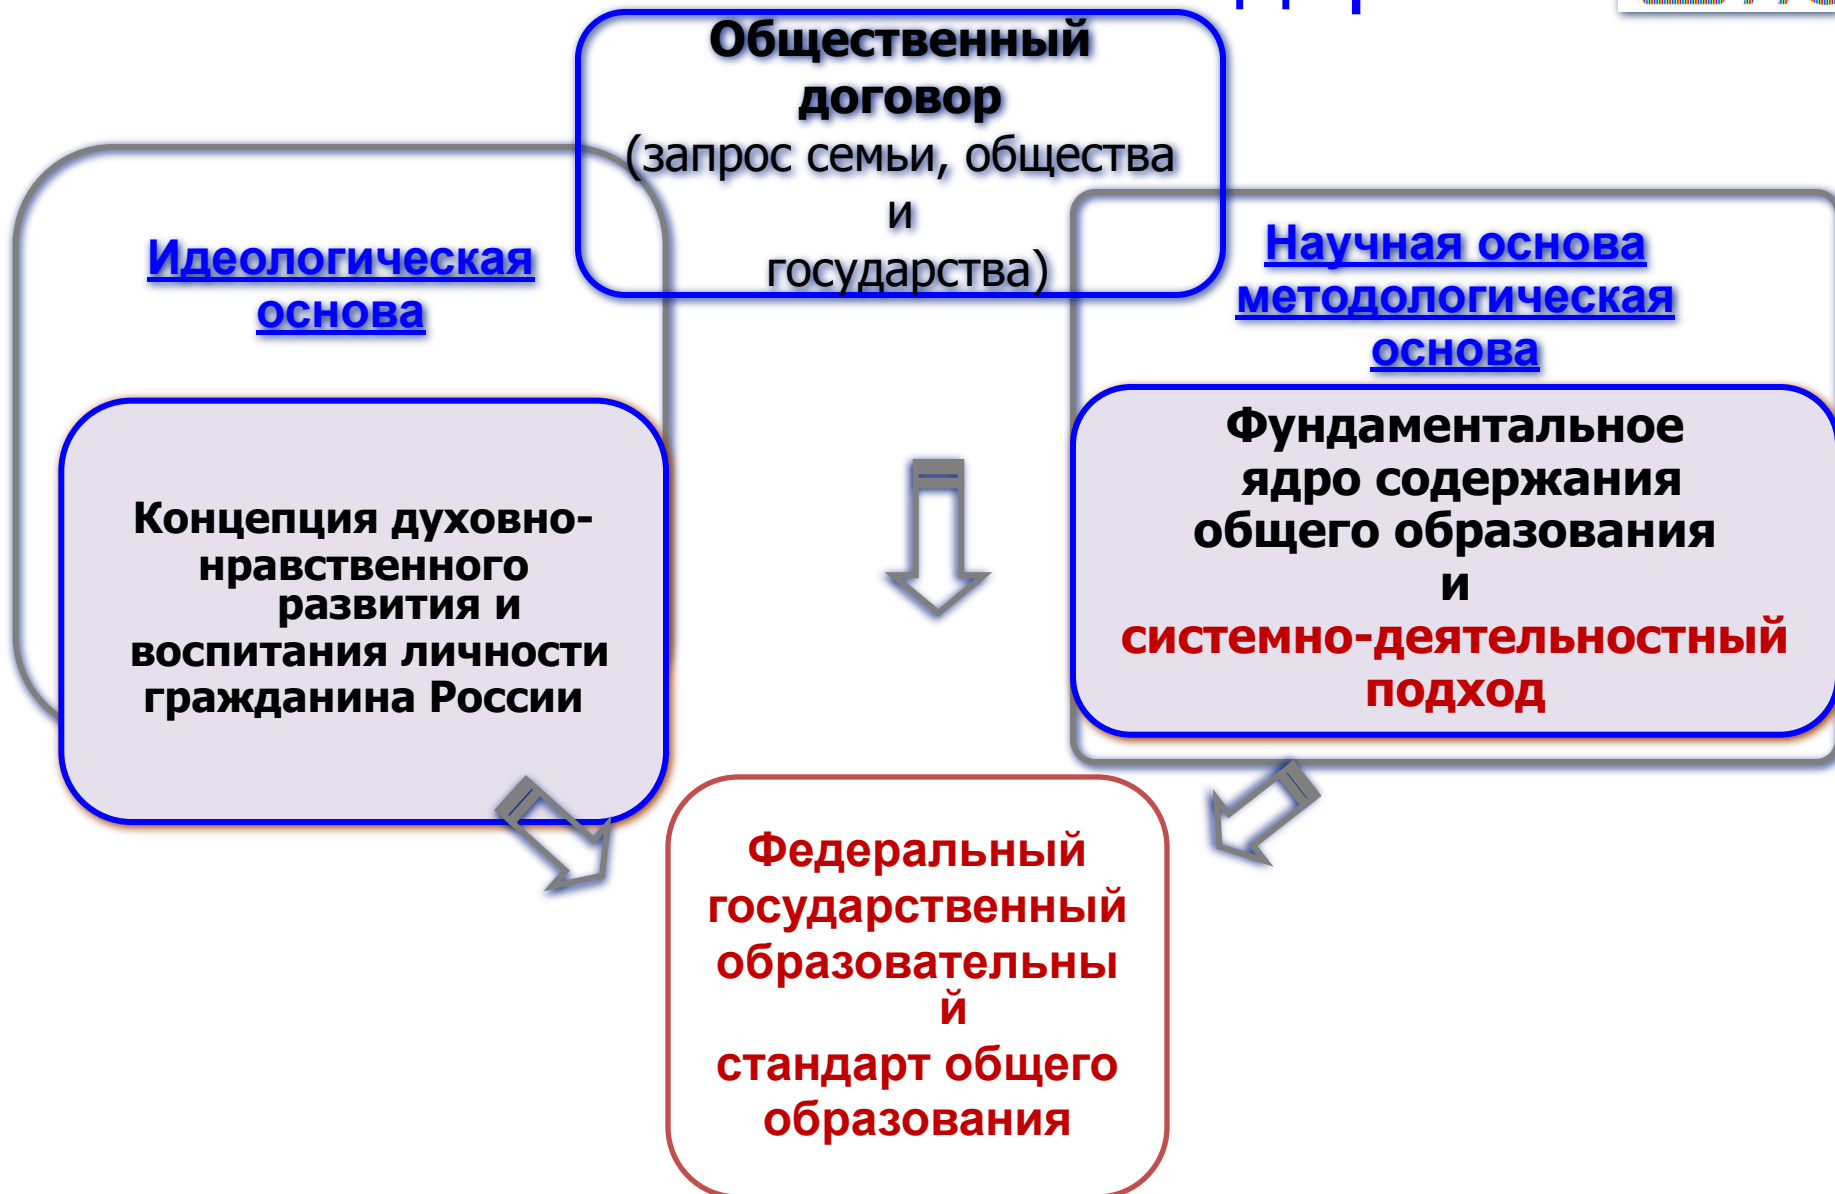 Общественный
договор
(запрос семьи, общества
и
государства)
Идеологическая
основа
Концепция духовно-
нравственного
развития и
воспитания личности
гражданина России
Научная основа
методологическая
основа
Фундаментальное
ядро содержания
общего образования
и
системно-деятельностный
подход
Федеральный
государственный
образовательны
й
стандарт общего
образования